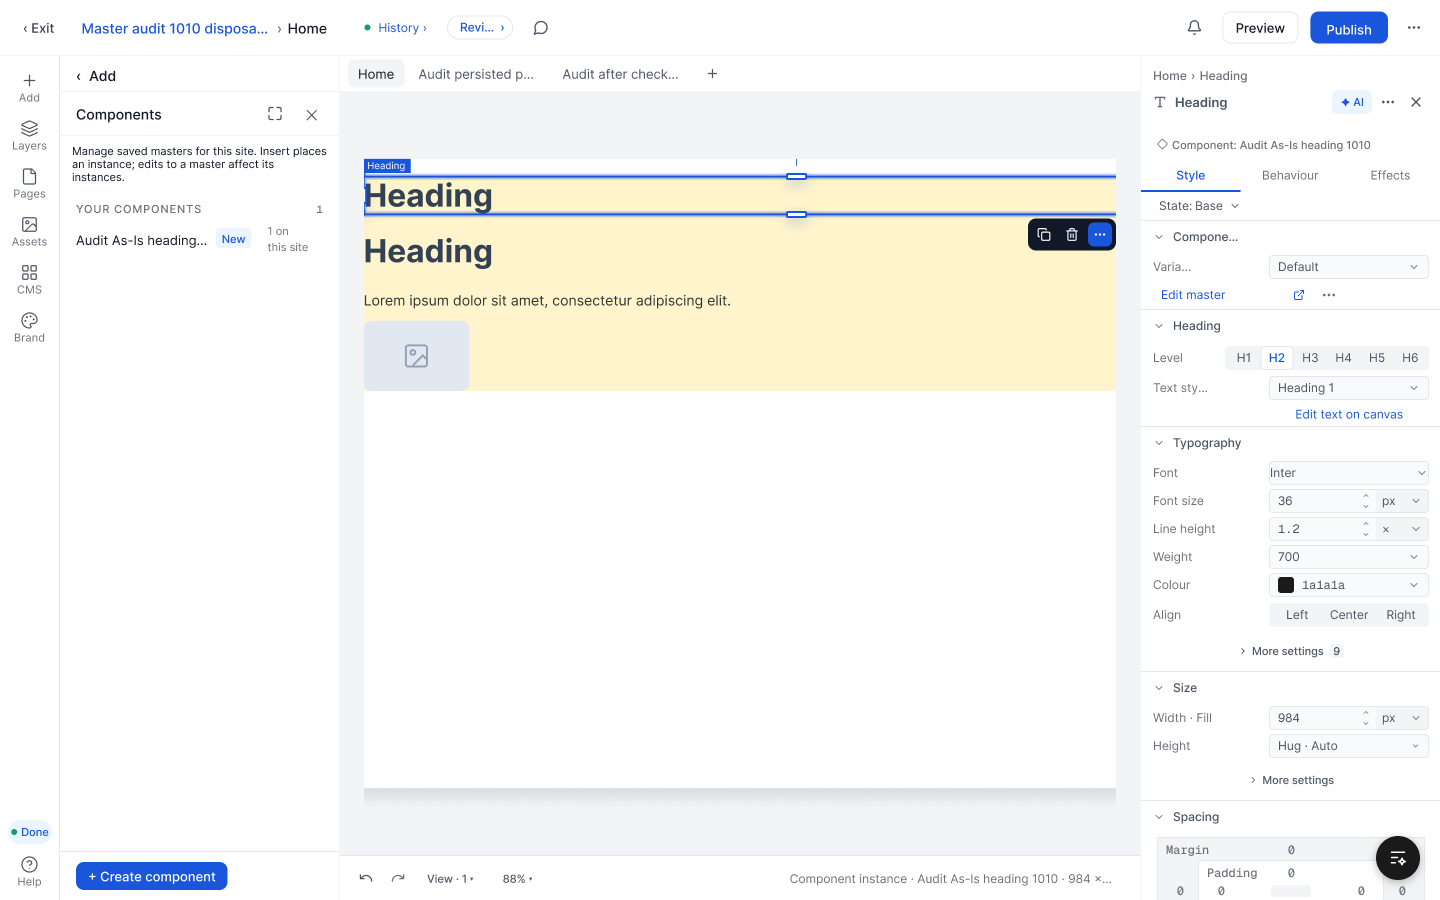 ‹ Exit
Master audit 1010 disposa... › Home
History ›
Revi... ›
Preview
Publish
Add
Layers
Pages
Assets
CMS
Brand
Done
Help
‹ Add
Components
Manage saved masters for this site. Insert places
an instance; edits to a master affect its
instances.
YOUR COMPONENTS 1
Audit As-Is heading... New 1 on
this site
+ Create component
Home
Audit persisted p...
Audit after check...
Heading
Heading
Heading
Lorem ipsum dolor sit amet, consectetur adipiscing elit.
View · 1
88%
Component instance · Audit As-Is heading 1010 · 984 ×...
Home › Heading
Heading
AI
Component: Audit As-Is heading 1010
Style Behaviour Effects
State: Base
Compone...
Varia... Default
Edit master
Heading
Level H1 H2 H3 H4 H5 H6
Text sty... Heading 1
Edit text on canvas
Typography
Font Inter
Font size 36 px
Line height 1.2 ×
Weight 700
Colour 1a1a1a
Align Left Center Right
More settings 9
Size
Width · Fill 984 px
Height Hug · Auto
More settings
Spacing
Margin 0
Padding 0
0 0 0 0